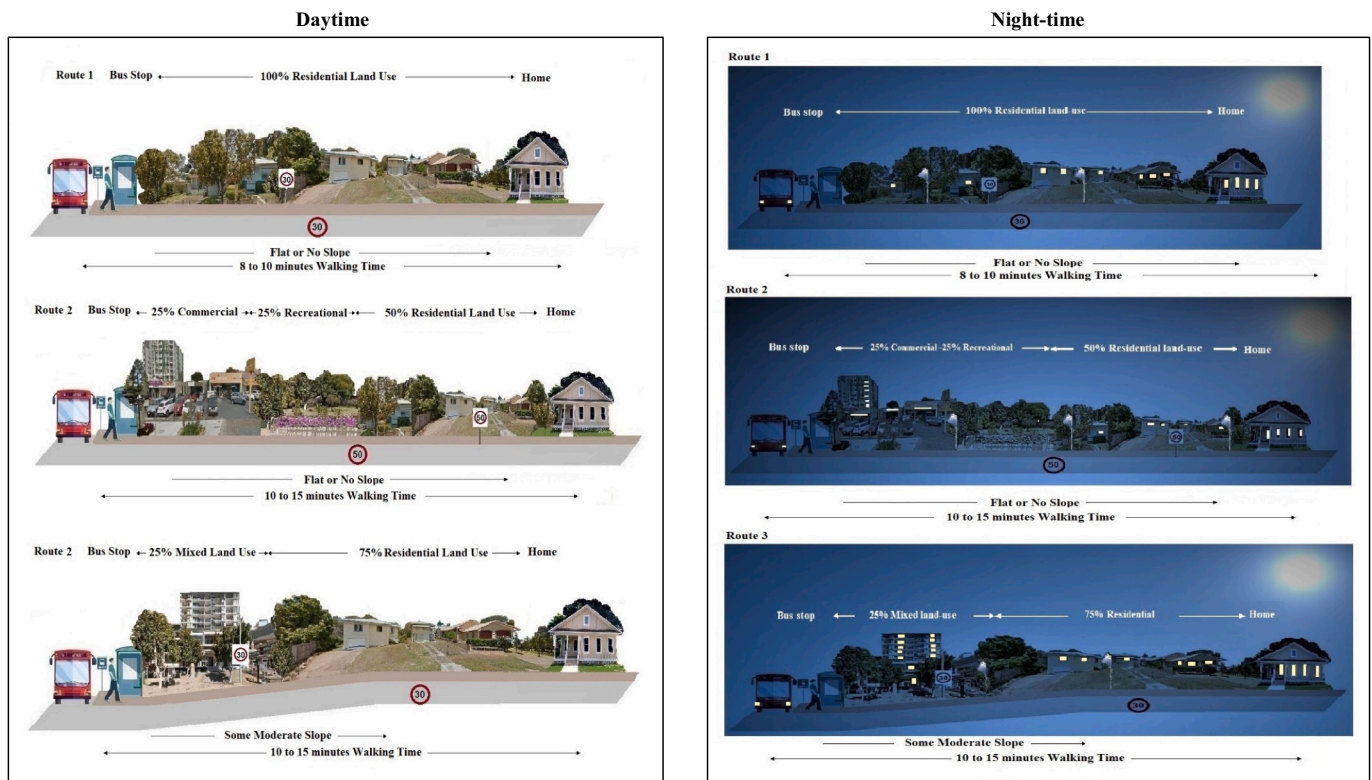 Daytime
Route 1 Bus Stop 100% Residential Land Use Home
30
30
Flat or No Slope
8 to 10 minutes Walking Time
Route 2 Bus Stop 25% Commercial 25% Recreational 50% Residential Land Use Home
50
50
Flat or No Slope
10 to 15 minutes Walking Time
Route 2 Bus Stop 25% Mixed Land Use 75% Residential Land Use Home
30
30
Some Moderate Slope
10 to 15 minutes Walking Time
Night-time
Route 1
Bus stop 100% Residential land-use Home
30
30
Flat or No Slope
8 to 10 minutes Walking Time
Route 2
Bus stop 25% Commercial -25% Recreational 50% Residential land-use Home
50
50
Flat or No Slope
10 to 15 minutes Walking Time
Route 3
Bus stop 25% Mixed land-use 75% Residential Home
30
30
Some Moderate Slope
10 to 15 minutes Walking Time